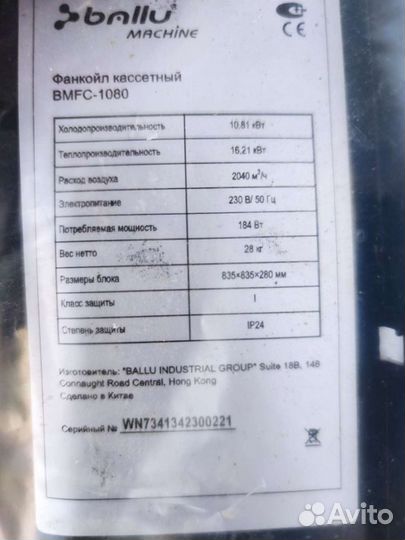 ballu
MACHINE
CE
Фанкойл кассетный
BMFC-1080
Холодопроизводительность 10,81 кВт
Теплопроизводительность 16,21 кВт
Расход воздуха 2040 м³/ч
Электропитание 230 В/ 50 Гц
Потребляемая мощность 184 Вт
Вес нетто 28 кг
Размеры блока 835×835×280 мм
Класс защиты I
Степень защиты IP24
Изготовитель: "BALLU INDUSTRIAL GROUP" Suite 18B, 148
Connaught Road Central, Hong Kong
Сделано в Китае
Серийный № WN7341342300221
Avito